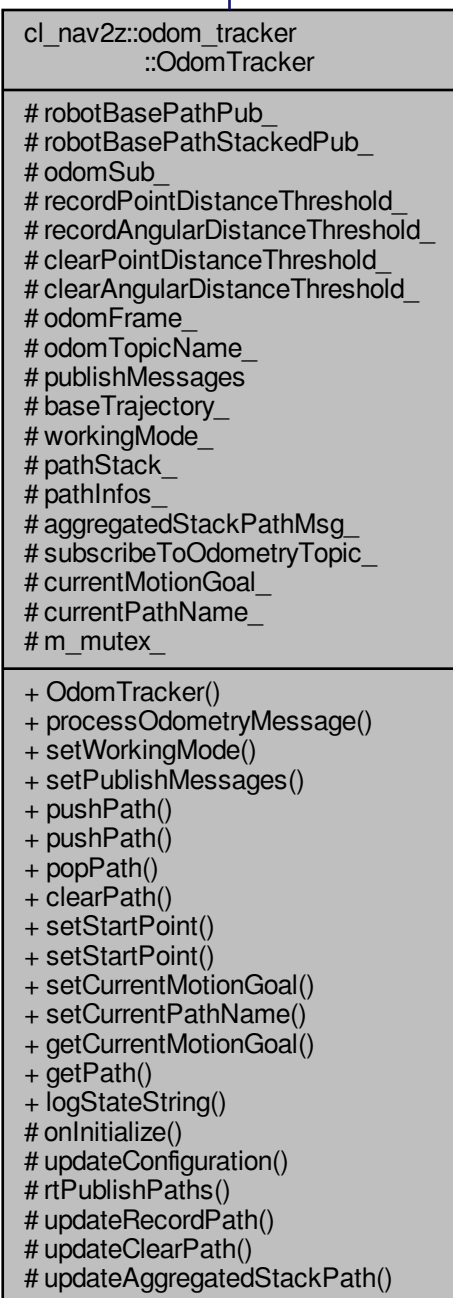 cl_nav2z::odom_tracker
::OdomTracker
# robotBasePathPub_
# robotBasePathStackedPub_
# odomSub_
# recordPointDistanceThreshold_
# recordAngularDistanceThreshold_
# clearPointDistanceThreshold_
# clearAngularDistanceThreshold_
# odomFrame_
# odomTopicName_
# publishMessages
# baseTrajectory_
# workingMode_
# pathStack_
# pathInfos_
# aggregatedStackPathMsg_
# subscribeToOdometryTopic_
# currentMotionGoal_
# currentPathName_
# m_mutex_
+ OdomTracker()
+ processOdometryMessage()
+ setWorkingMode()
+ setPublishMessages()
+ pushPath()
+ pushPath()
+ popPath()
+ clearPath()
+ setStartPoint()
+ setStartPoint()
+ setCurrentMotionGoal()
+ setCurrentPathName()
+ getCurrentMotionGoal()
+ getPath()
+ logStateString()
# onInitialize()
# updateConfiguration()
# rtPublishPaths()
# updateRecordPath()
# updateClearPath()
# updateAggregatedStackPath()